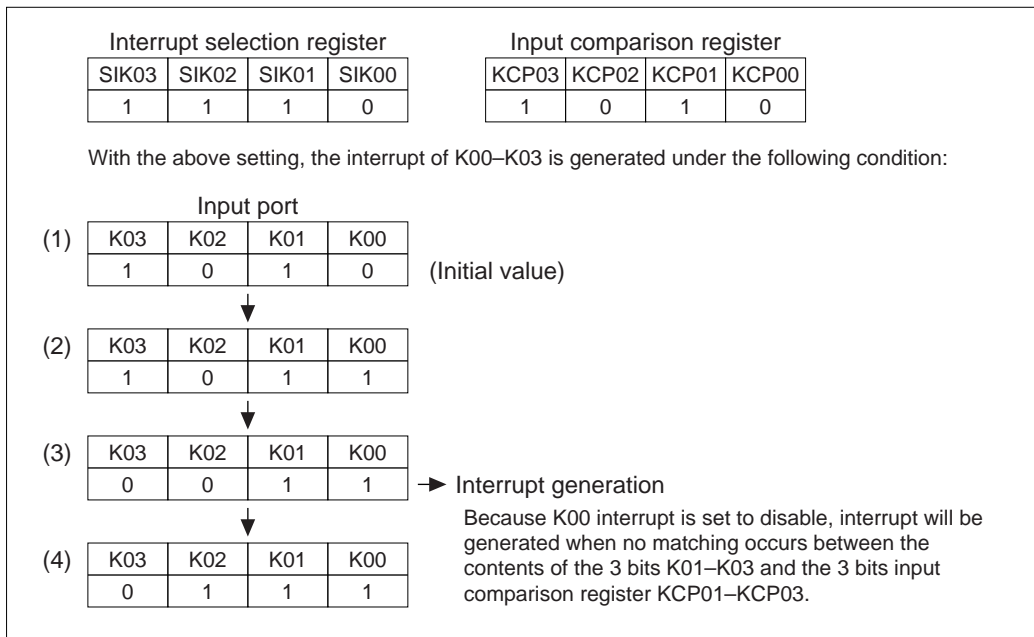 Interrupt selection register
SIK03 SIK02 SIK01 SIK00
1 1 1 0
Input comparison register
KCP03 KCP02 KCP01 KCP00
1 0 1 0
With the above setting, the interrupt of K00–K03 is generated under the following condition:
Input port
(1) K03 K02 K01 K00
1 0 1 0 (Initial value)
(2) K03 K02 K01 K00
1 0 1 1
(3) K03 K02 K01 K00
0 0 1 1 Interrupt generation
Because K00 interrupt is set to disable, interrupt will be
generated when no matching occurs between the
contents of the 3 bits K01–K03 and the 3 bits input
comparison register KCP01–KCP03.
(4) K03 K02 K01 K00
0 1 1 1